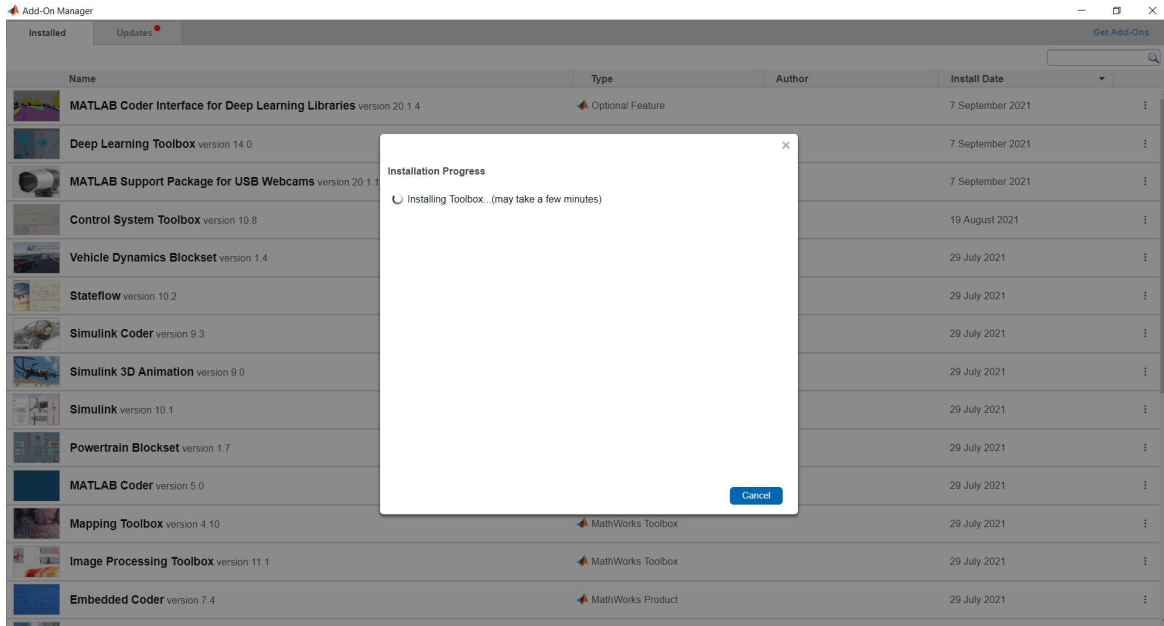 Add-On Manager
Installed Updates Get Add-Ons
Name Type Author Install Date
MATLAB Coder Interface for Deep Learning Libraries version 20.1.4 Optional Feature 7 September 2021
Deep Learning Toolbox version 14.0 7 September 2021
MATLAB Support Package for USB Webcams version 20.1.1 7 September 2021
Control System Toolbox version 10.8 19 August 2021
Vehicle Dynamics Blockset version 1.4 29 July 2021
Stateflow version 10.2 29 July 2021
Simulink Coder version 9.3 29 July 2021
Simulink 3D Animation version 9.0 29 July 2021
Simulink version 10.1 29 July 2021
Powertrain Blockset version 1.7 29 July 2021
MATLAB Coder version 5.0 29 July 2021
Mapping Toolbox version 4.10 MathWorks Toolbox 29 July 2021
Image Processing Toolbox version 11.1 MathWorks Toolbox 29 July 2021
Embedded Coder version 7.4 MathWorks Product 29 July 2021
Installation Progress
Installing Toolbox...(may take a few minutes)
Cancel